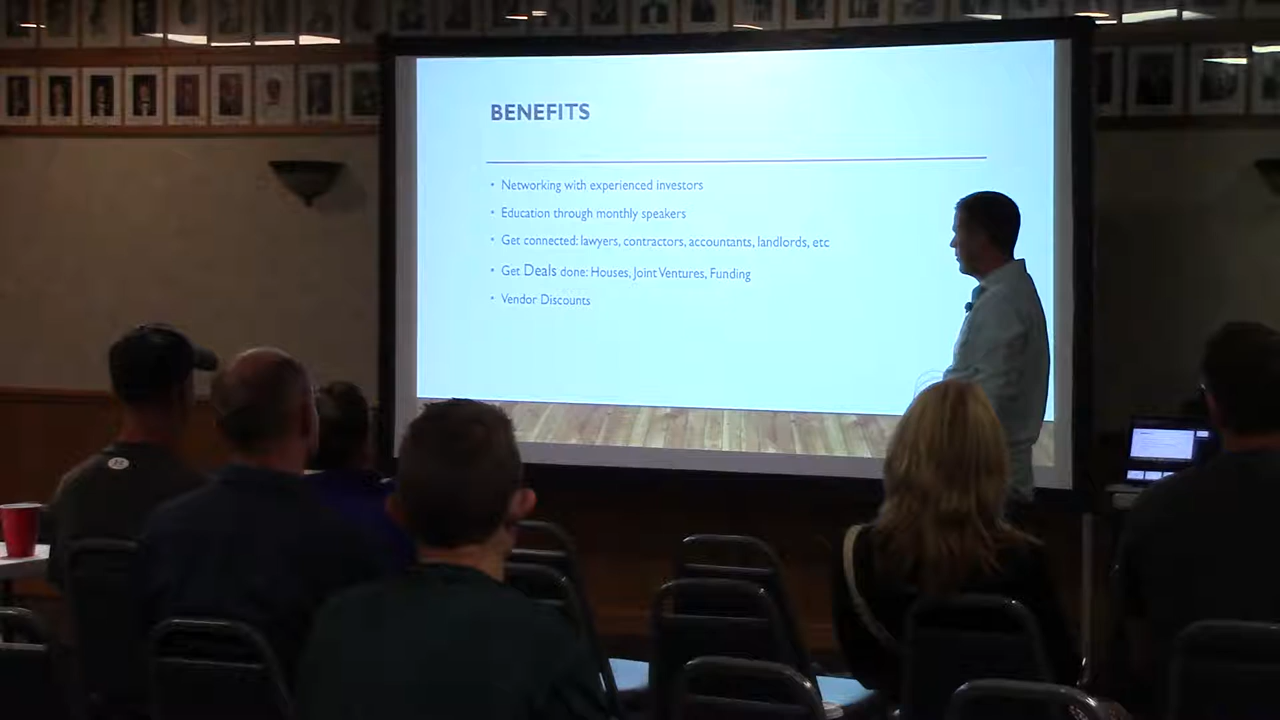 BENEFITS
• Networking with experienced investors
• Education through monthly speakers
• Get connected: lawyers, contractors, accountants, landlords, etc
• Get Deals done: Houses, Joint Ventures, Funding
• Vendor Discounts